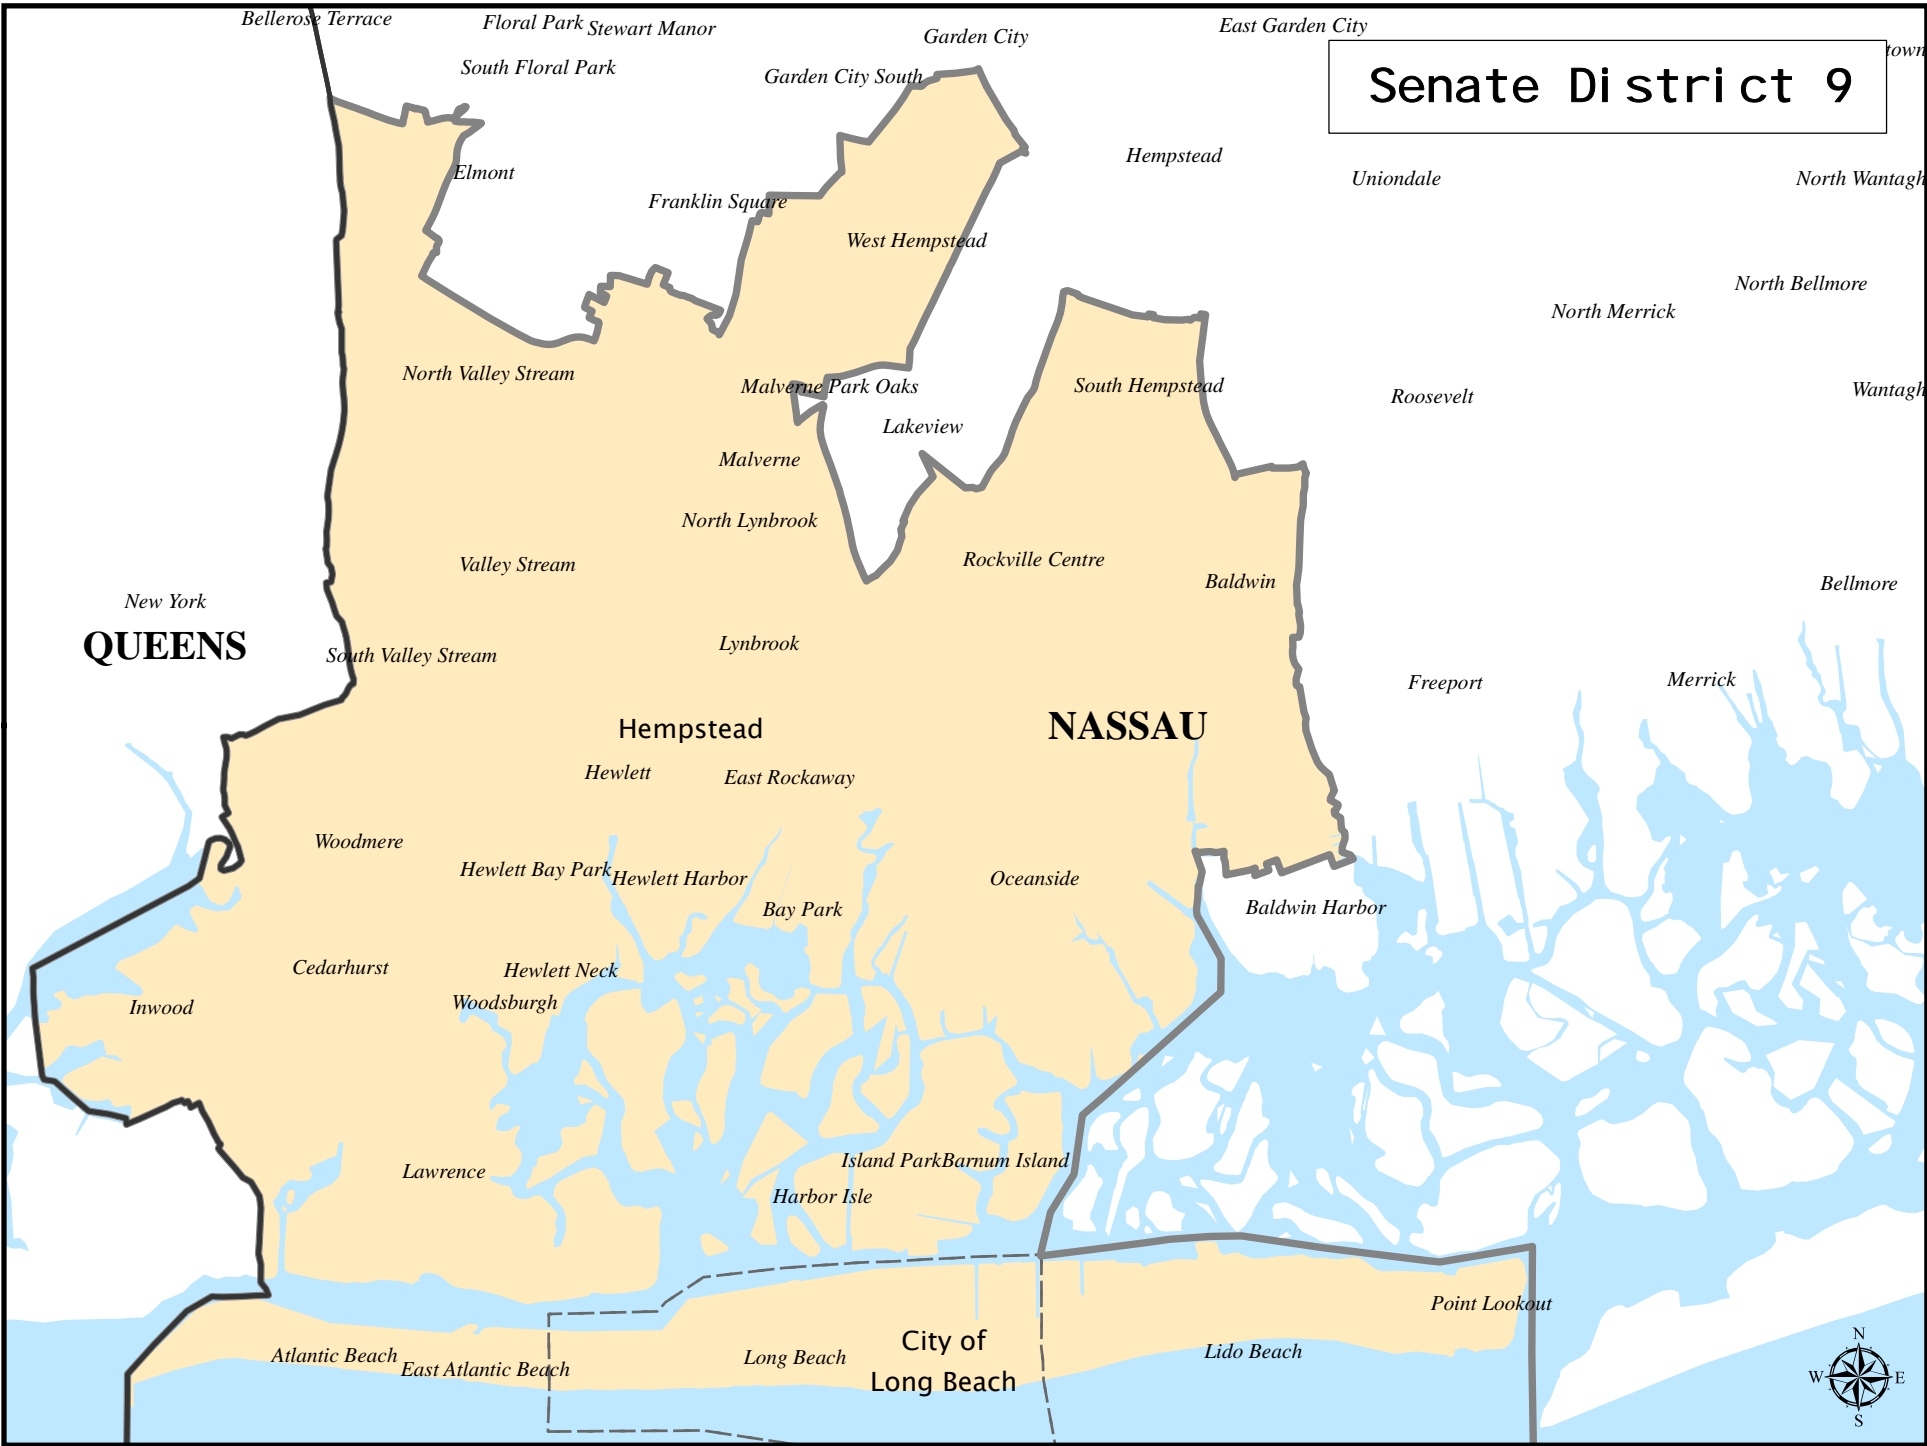 Bellerose Terrace
Floral Park
Stewart Manor
Garden City
East Garden City
South Floral Park
Garden City South
Senate District 9
town
Elmont
Hempstead
Uniondale
North Wantagh
Franklin Square
West Hempstead
North Bellmore
North Merrick
North Valley Stream
Malverne Park Oaks
South Hempstead
Roosevelt
Wantagh
Lakeview
Malverne
North Lynbrook
Valley Stream
Rockville Centre
Baldwin
Bellmore
New York
QUEENS
South Valley Stream
Lynbrook
Freeport
Merrick
Hempstead
NASSAU
Hewlett
East Rockaway
Woodmere
Hewlett Bay Park
Hewlett Harbor
Oceanside
Bay Park
Baldwin Harbor
Cedarhurst
Hewlett Neck
Woodsburgh
Inwood
Lawrence
Island Park
Barnum Island
Harbor Isle
Point Lookout
City of
Long Beach
Atlantic Beach
East Atlantic Beach
Long Beach
Lido Beach
N
W
E
S